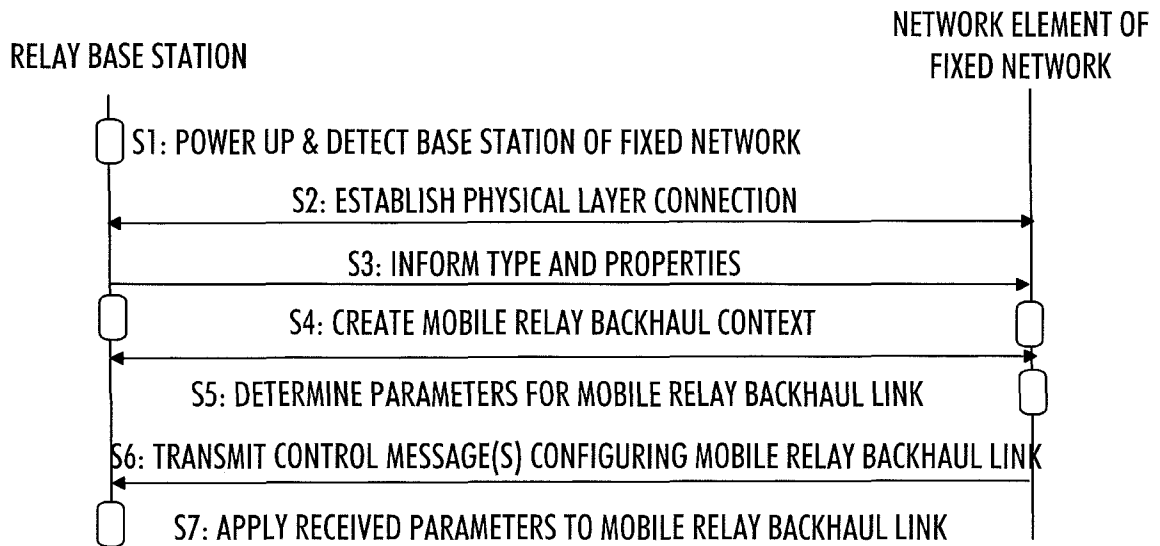 NETWORK ELEMENT OF
FIXED NETWORK
RELAY BASE STATION
S1: POWER UP & DETECT BASE STATION OF FIXED NETWORK
S2: ESTABLISH PHYSICAL LAYER CONNECTION
S3: INFORM TYPE AND PROPERTIES
S4: CREATE MOBILE RELAY BACKHAUL CONTEXT
S5: DETERMINE PARAMETERS FOR MOBILE RELAY BACKHAUL LINK
S6: TRANSMIT CONTROL MESSAGE(S) CONFIGURING MOBILE RELAY BACKHAUL LINK
S7: APPLY RECEIVED PARAMETERS TO MOBILE RELAY BACKHAUL LINK